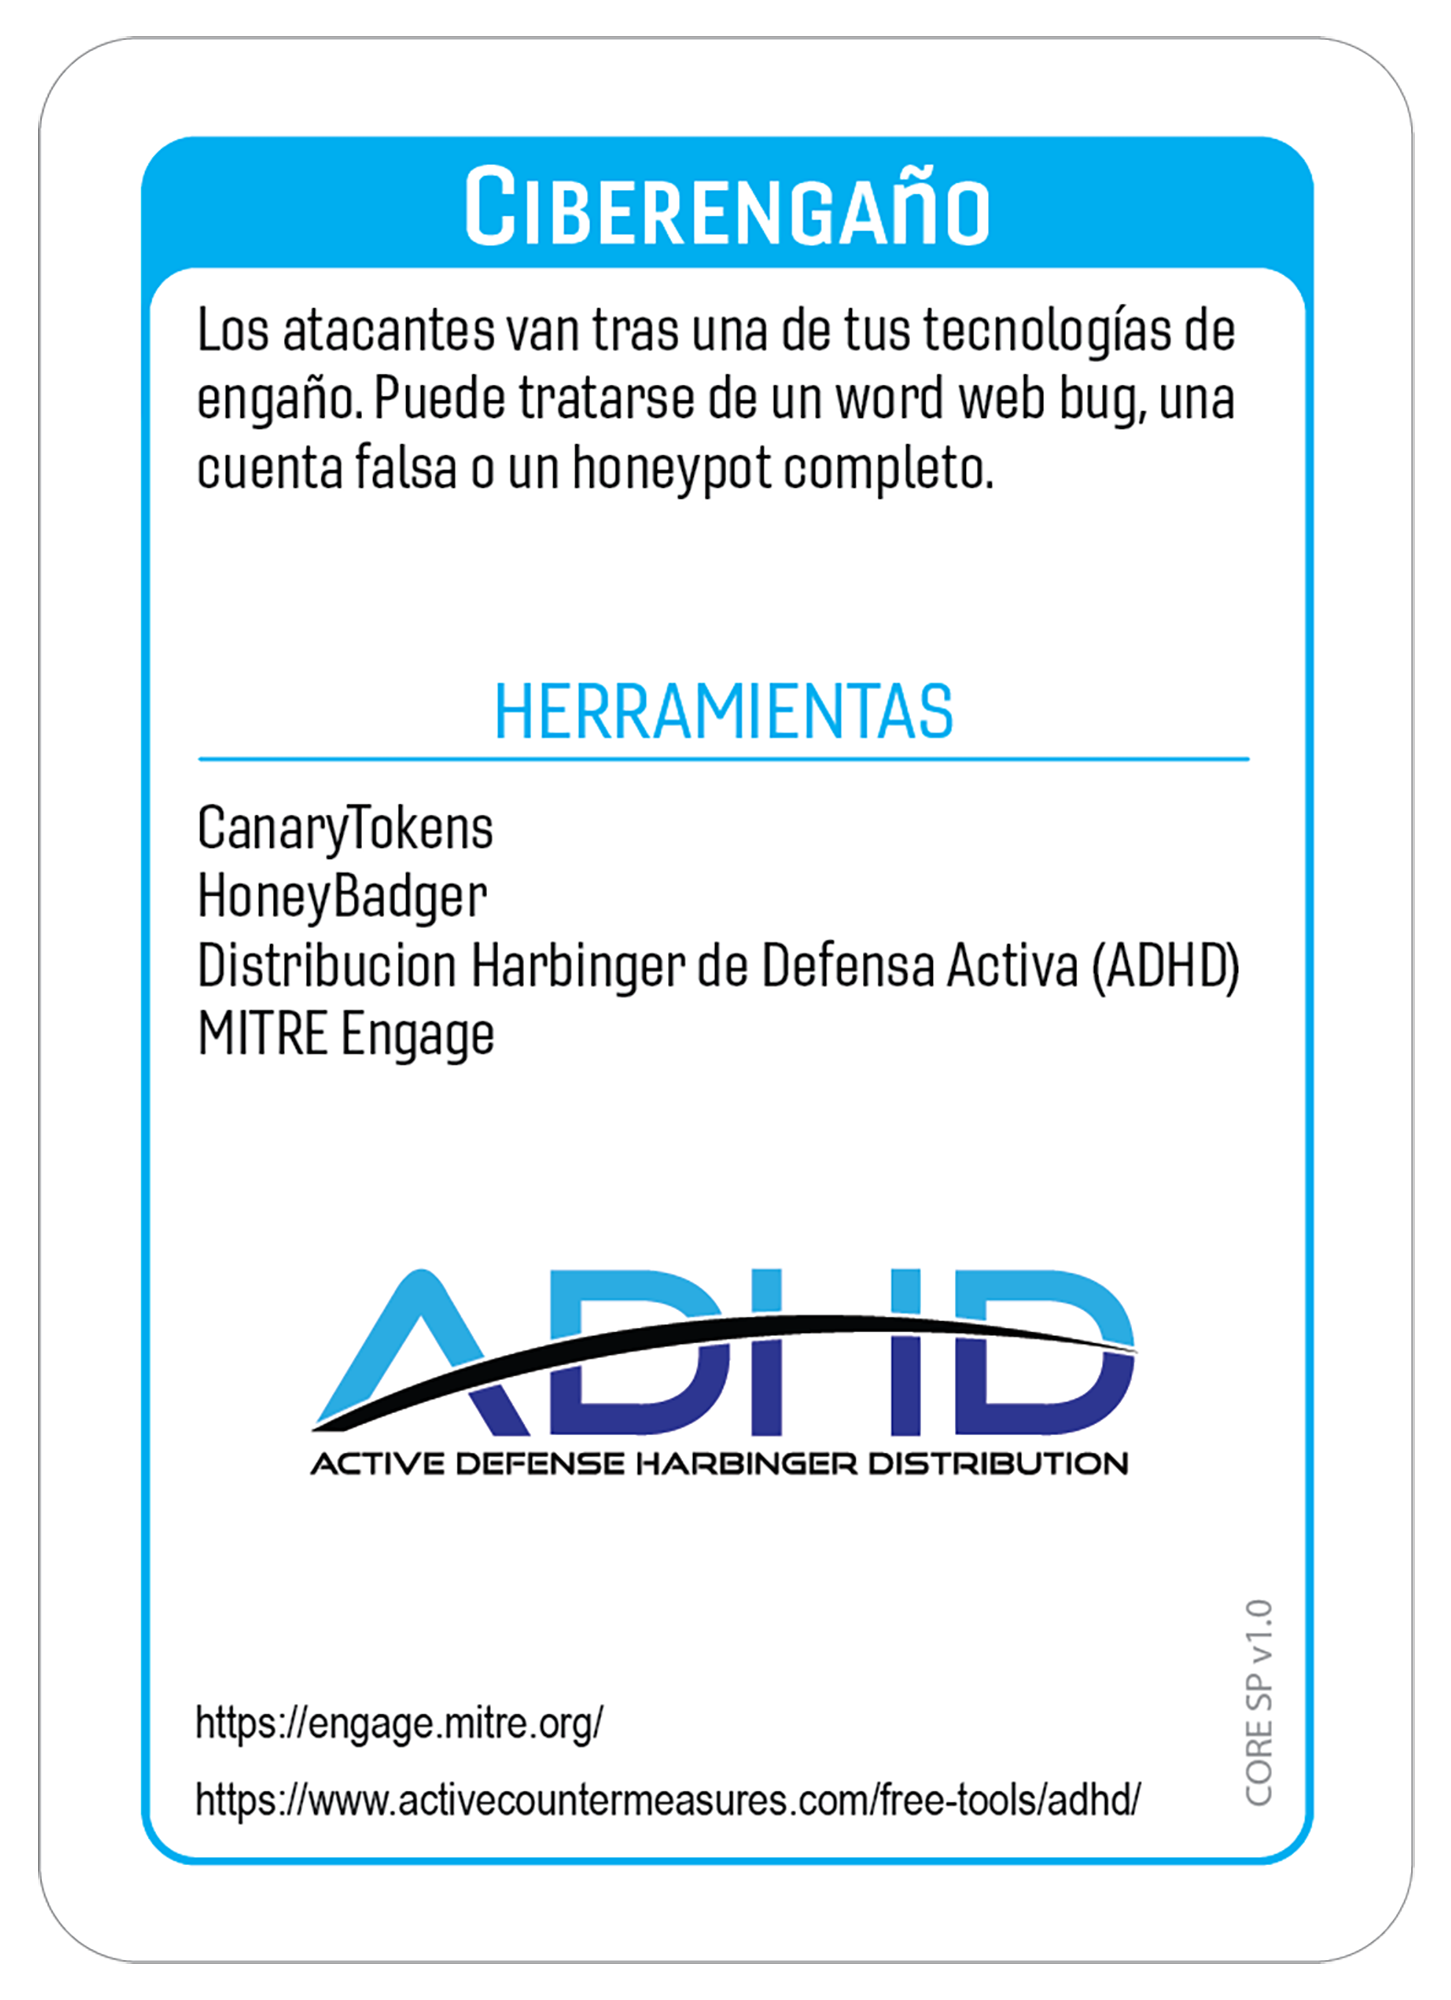 CIBERENGAÑO
Los atacantes van tras una de tus tecnologías de
engaño. Puede tratarse de un word web bug, una
cuenta falsa o un honeypot completo.
HERRAMIENTAS
CanaryTokens
HoneyBadger
Distribucion Harbinger de Defensa Activa (ADHD)
MITRE Engage
ADHD
ACTIVE DEFENSE HARBINGER DISTRIBUTION
https://engage.mitre.org/
https://www.activecountermeasures.com/free-tools/adhd/
CORE SP v1.0